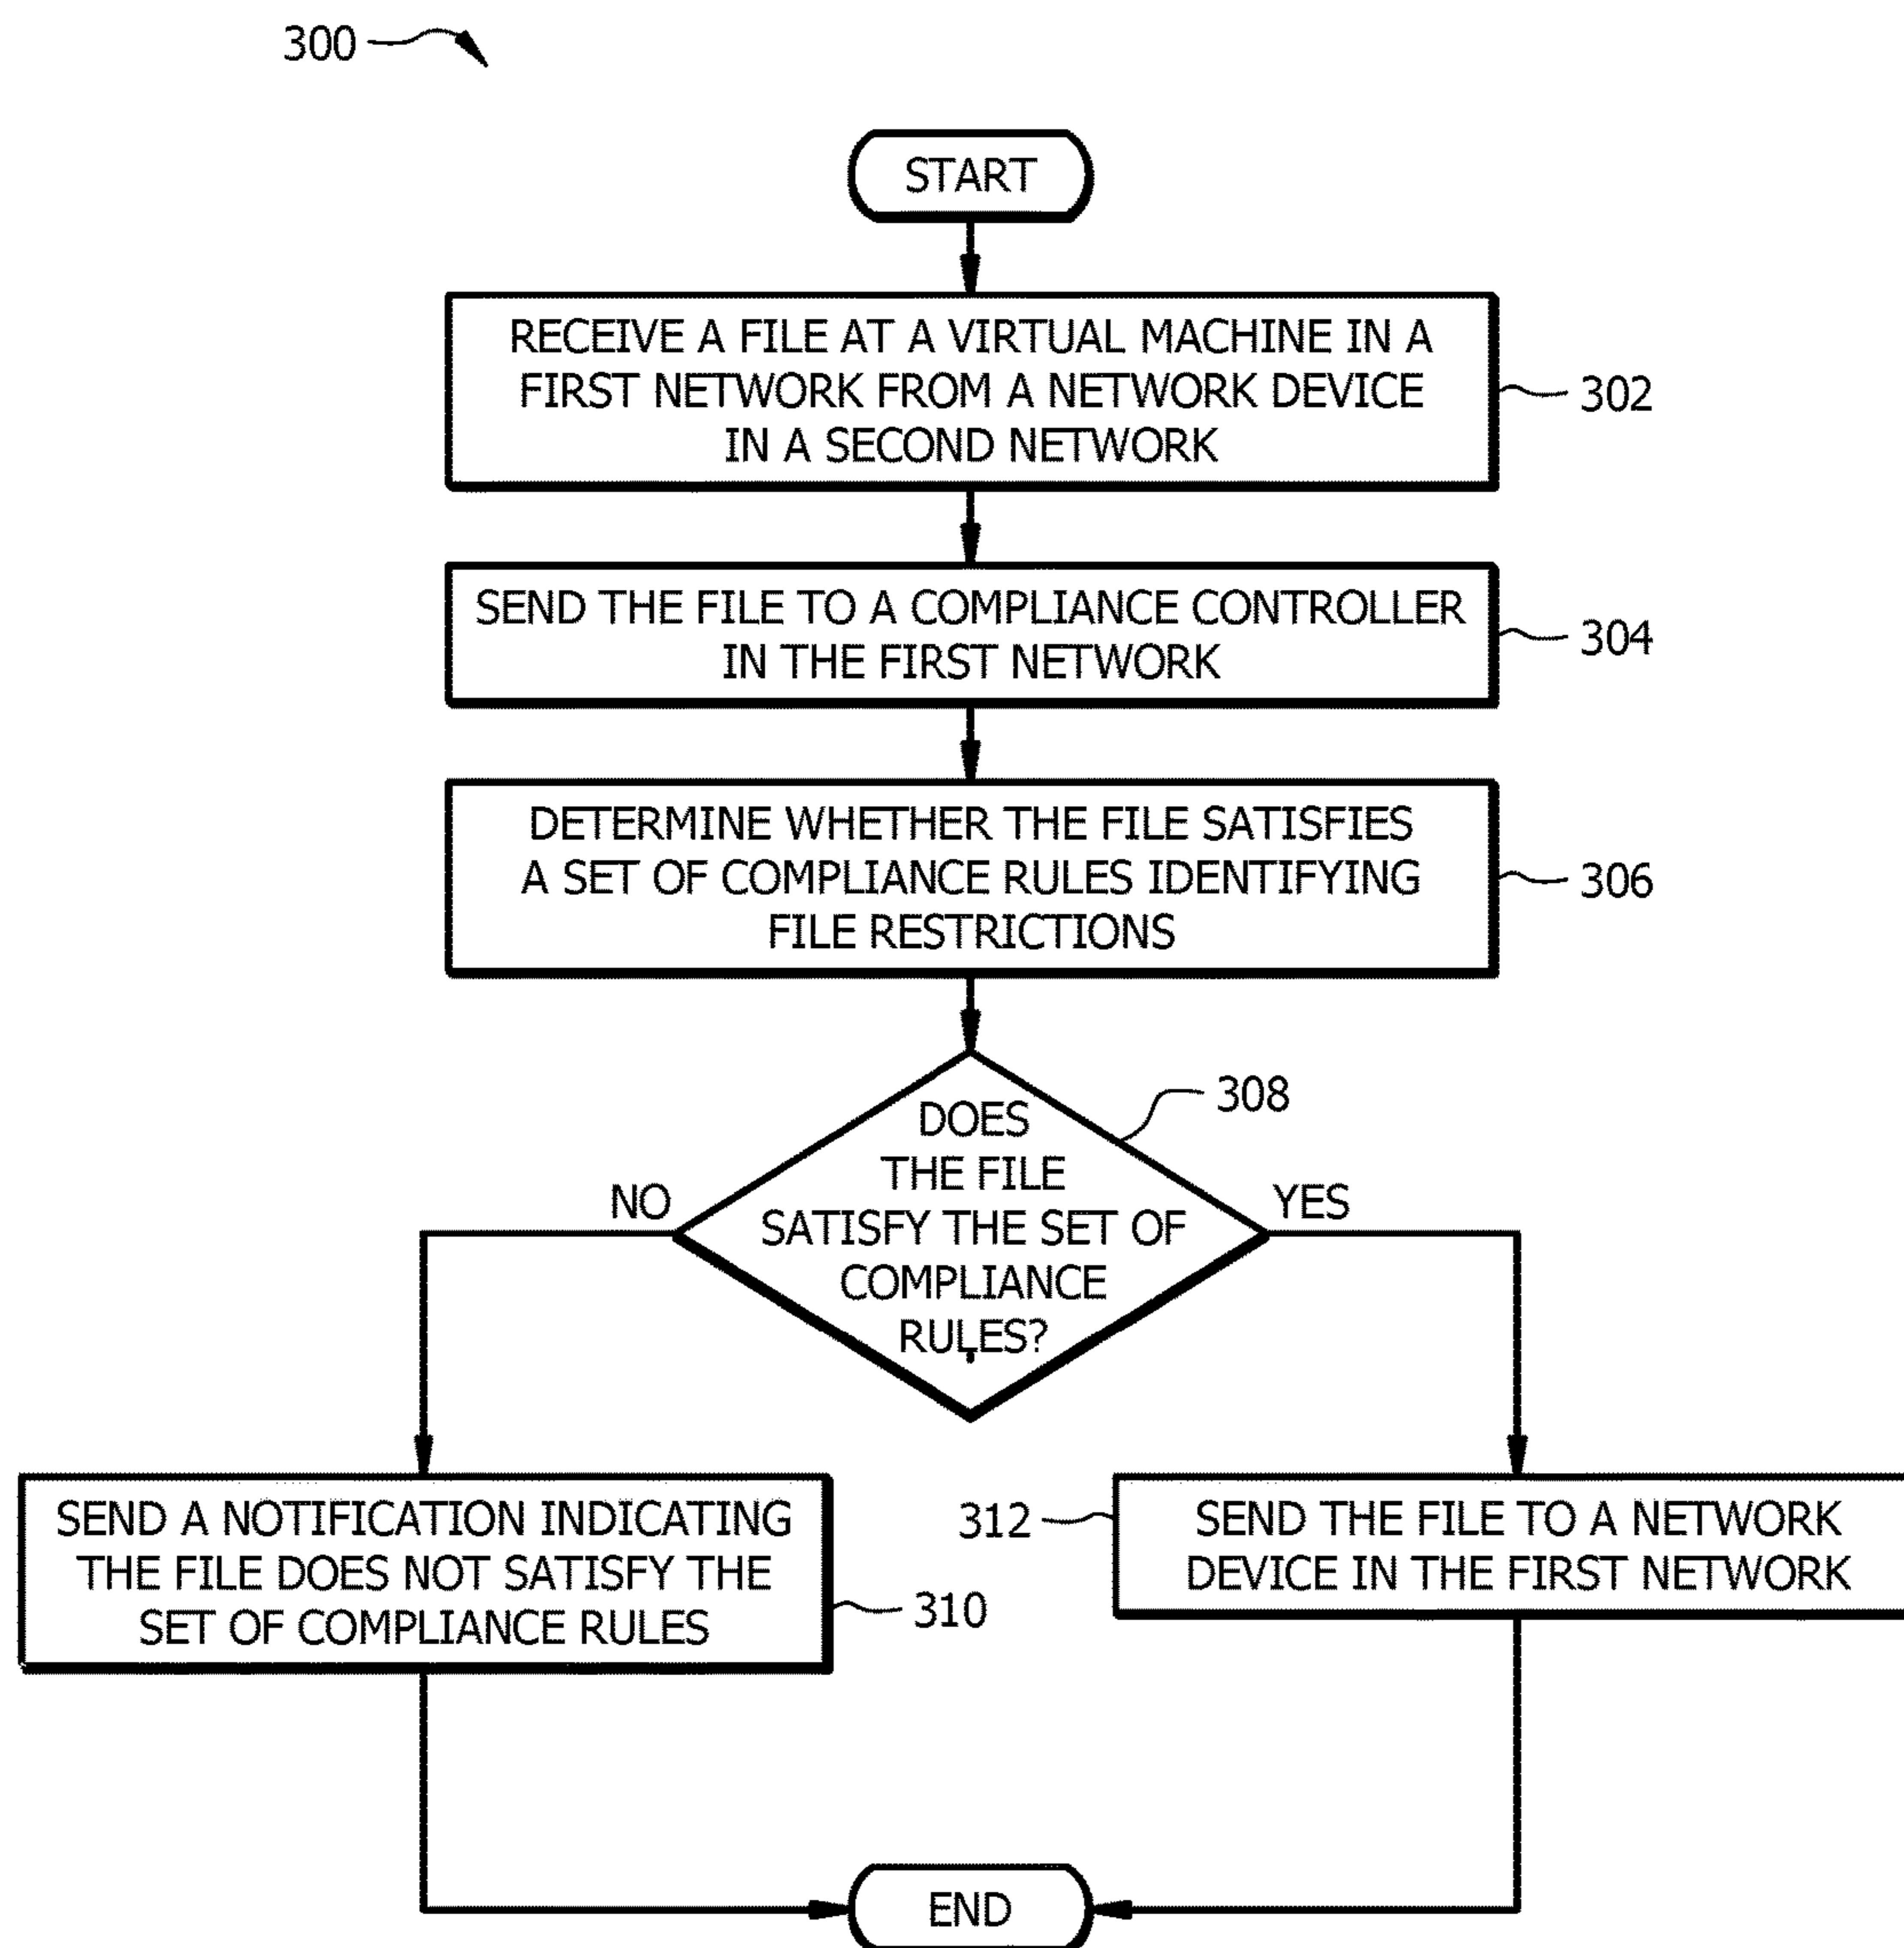 300
START
RECEIVE A FILE AT A VIRTUAL MACHINE IN A
FIRST NETWORK FROM A NETWORK DEVICE
IN A SECOND NETWORK
302
SEND THE FILE TO A COMPLIANCE CONTROLLER
IN THE FIRST NETWORK
304
DETERMINE WHETHER THE FILE SATISFIES
A SET OF COMPLIANCE RULES IDENTIFYING
FILE RESTRICTIONS
306
308
DOES
THE FILE
SATISFY THE SET OF
COMPLIANCE
RULES?
NO
YES
SEND A NOTIFICATION INDICATING
THE FILE DOES NOT SATISFY THE
SET OF COMPLIANCE RULES
310
312
SEND THE FILE TO A NETWORK
DEVICE IN THE FIRST NETWORK
END